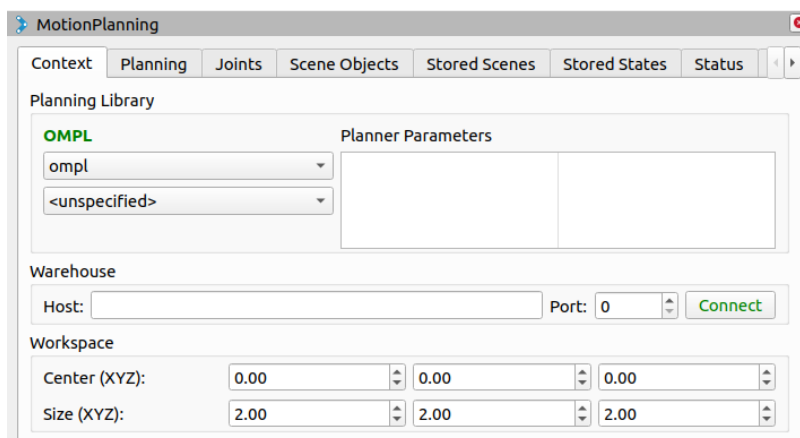 MotionPlanning
Context Planning Joints Scene Objects Stored Scenes Stored States Status
Planning Library
OMPL Planner Parameters
ompl
<unspecified>
Warehouse
Host: Port: 0 Connect
Workspace
Center (XYZ): 0.00 0.00 0.00
Size (XYZ): 2.00 2.00 2.00